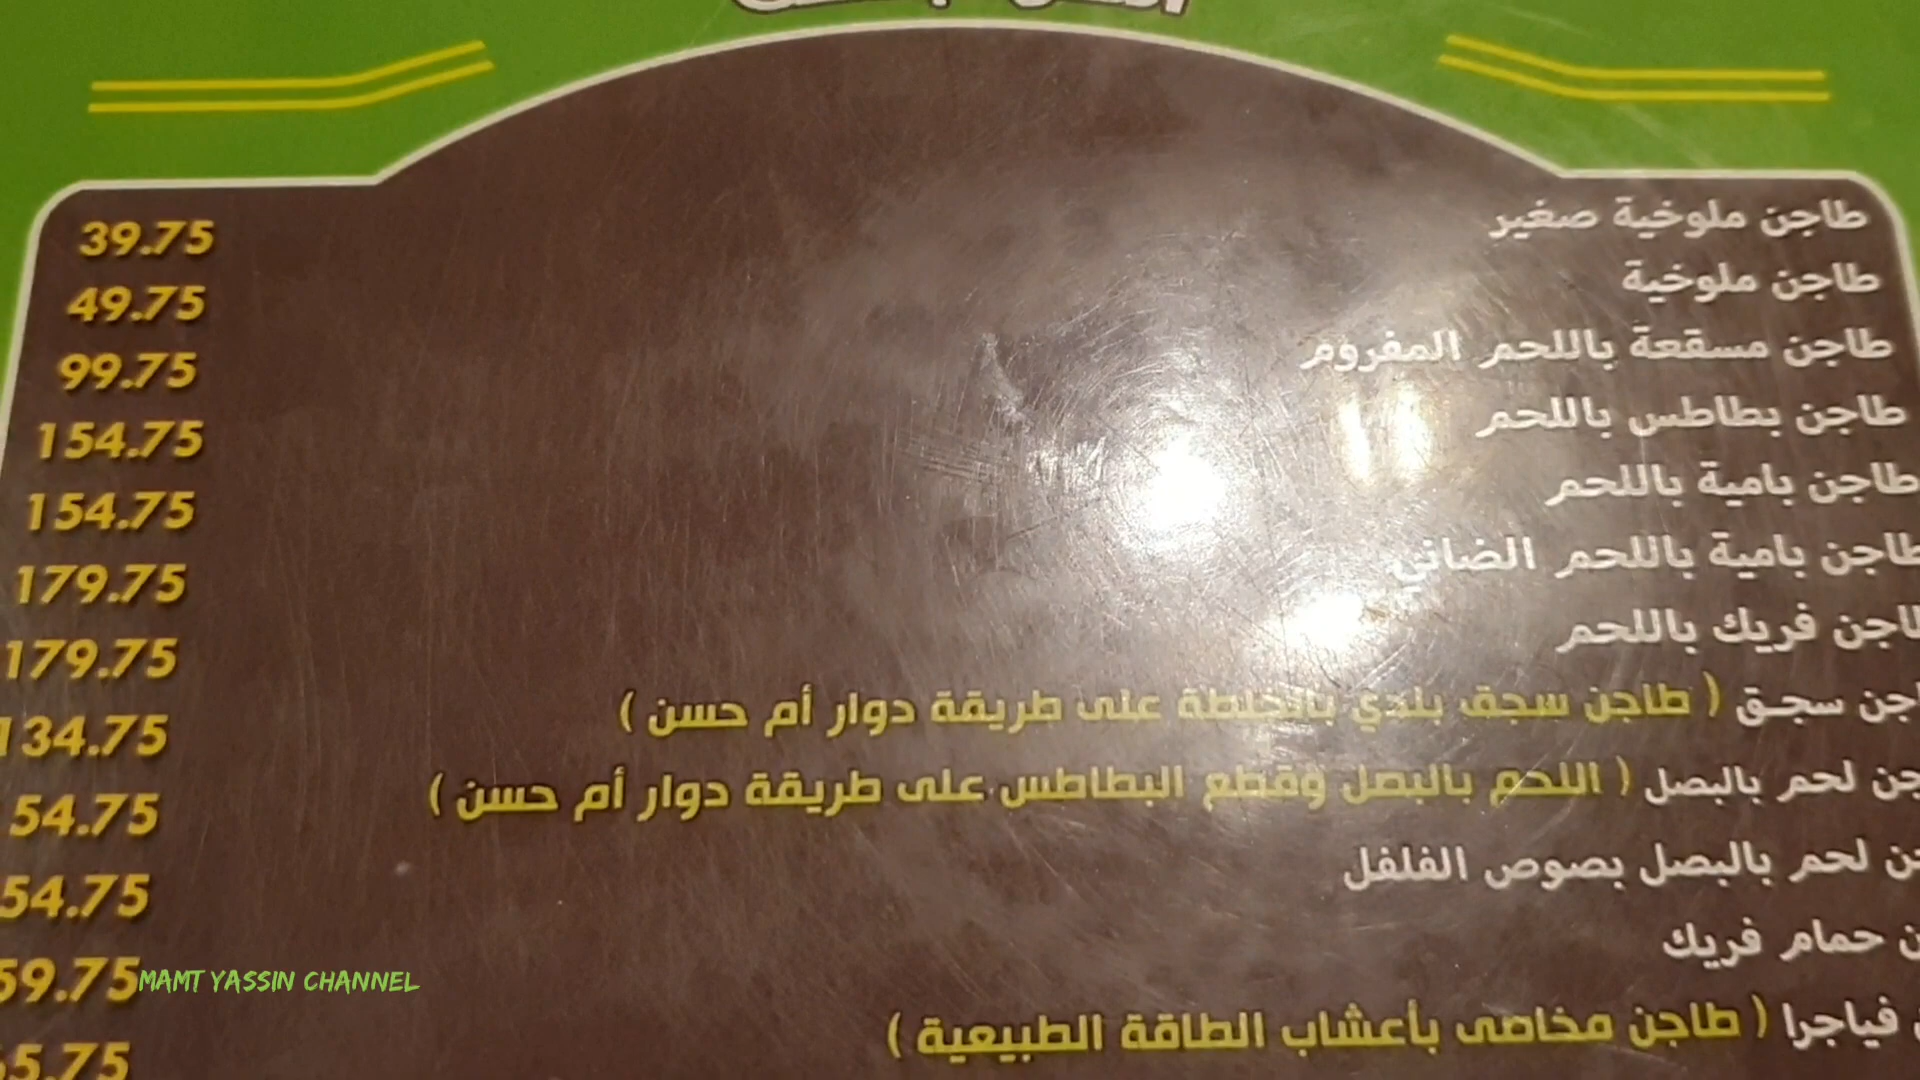 طاجن ملوخية صغير 39.75
طاجن ملوخية 49.75
طاجن مسقعة باللحم المفروم 99.75
طاجن بطاطس باللحم 154.75
طاجن بامية باللحم 154.75
طاجن بامية باللحم الضاني 179.75
طاجن فريك باللحم 179.75
اجن سجق ( طاجن سجق بلدي بالخلطة على طريقة دوار أم حسن ) 134.75
جن لحم بالبصل ( اللحم بالبصل وقطع البطاطس على طريقة دوار أم حسن ) 54.75
جن لحم بالبصل بصوص الفلفل 54.75
ن حمام فريك 59.75
MAMT YASSIN CHANNEL
فياجرا ( طاجن مخاصى بأعشاب الطاقة الطبيعية ) 5.75